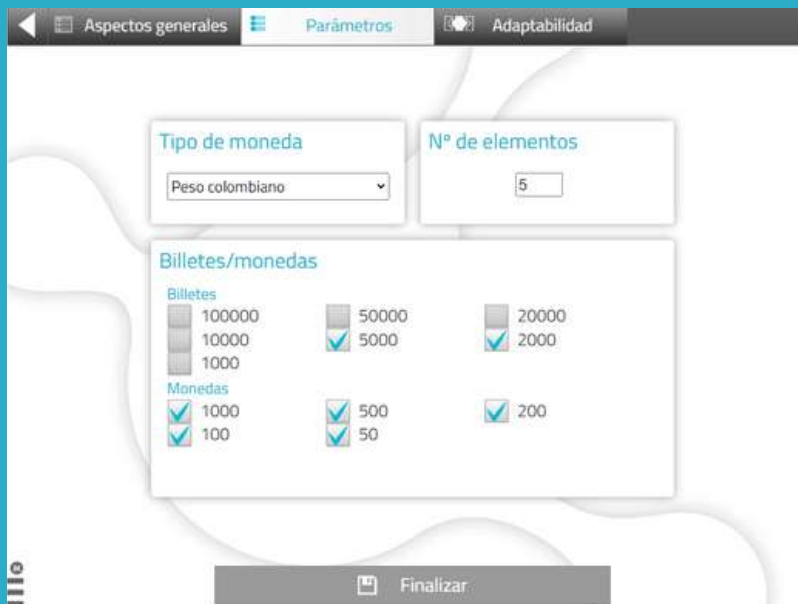 Aspectos generales Parámetros Adaptabilidad
Tipo de moneda Nº de elementos
Peso colombiano 5
Billetes/monedas
Billetes
100000 50000 20000
10000 5000 2000
1000
Monedas
1000 500 200
100 50
Finalizar